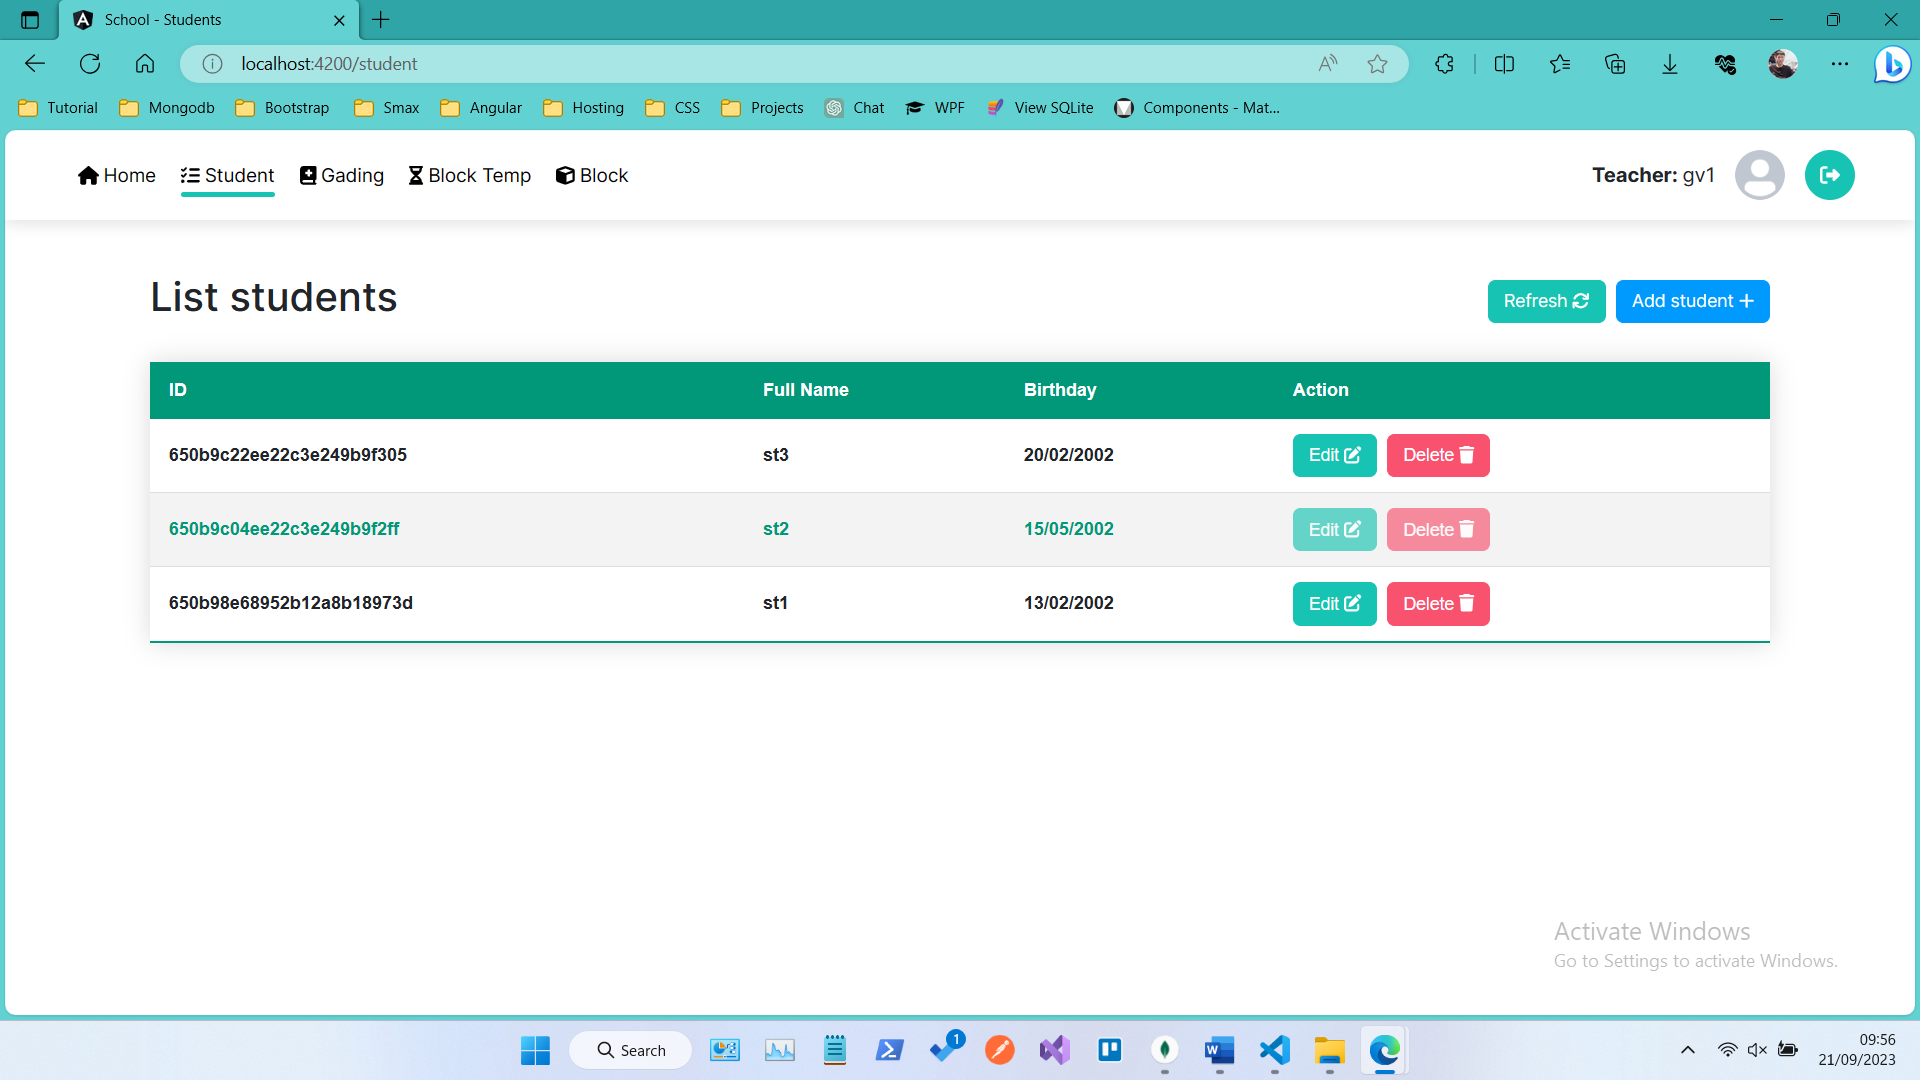 School - Students
localhost:4200/student
Tutorial Mongodb Bootstrap Smax Angular Hosting CSS Projects Chat WPF View SQLite Components - Mat...
Home Student Gading Block Temp Block Teacher: gv1
List students Refresh Add student
ID Full Name Birthday Action
650b9c22ee22c3e249b9f305 st3 20/02/2002 Edit Delete
650b9c04ee22c3e249b9f2ff st2 15/05/2002 Edit Delete
650b98e68952b12a8b18973d st1 13/02/2002 Edit Delete
Activate Windows
Go to Settings to activate Windows.
Search 1 09:56
21/09/2023